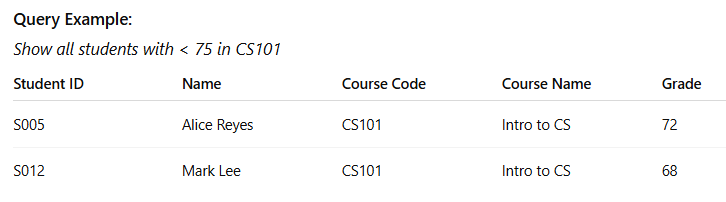 Query Example:
Show all students with < 75 in CS101
Student ID Name Course Code Course Name Grade
S005 Alice Reyes CS101 Intro to CS 72
S012 Mark Lee CS101 Intro to CS 68